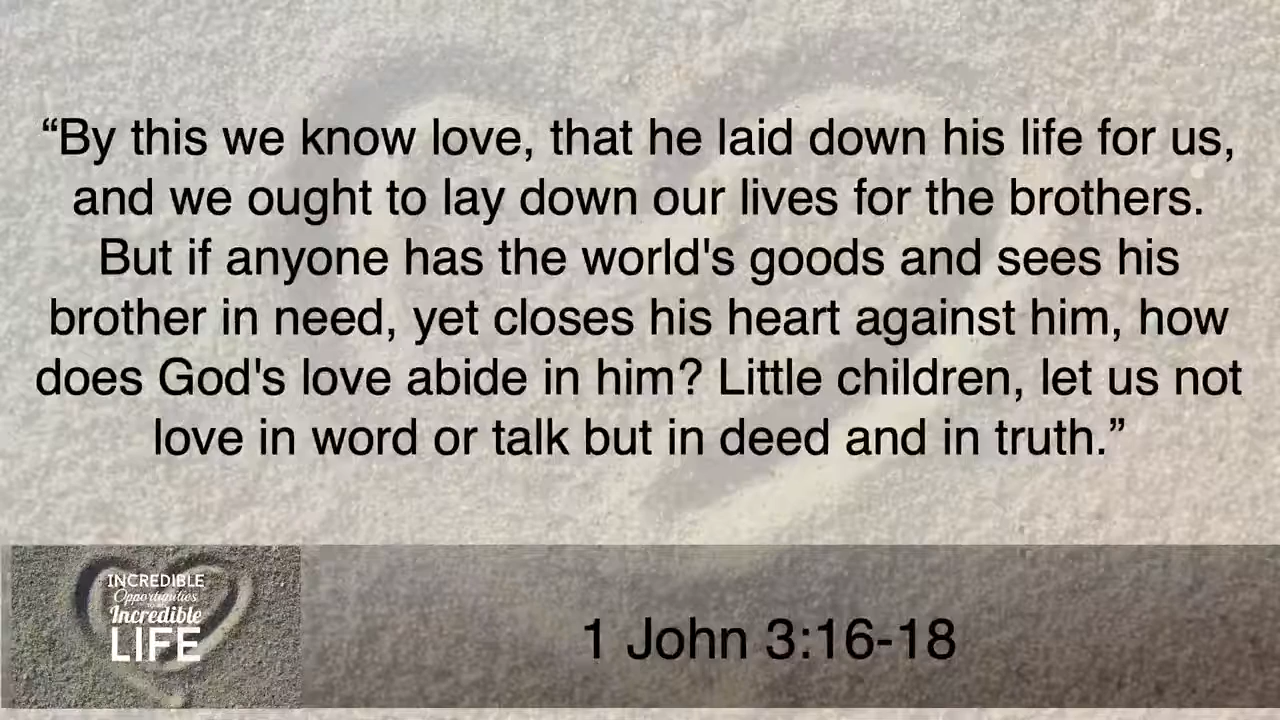 “By this we know love, that he laid down his life for us,
and we ought to lay down our lives for the brothers.
But if anyone has the world's goods and sees his
brother in need, yet closes his heart against him, how
does God's love abide in him? Little children, let us not
love in word or talk but in deed and in truth.”
INCREDIBLE
Opportunities
Incredible
LIFE
1 John 3:16-18